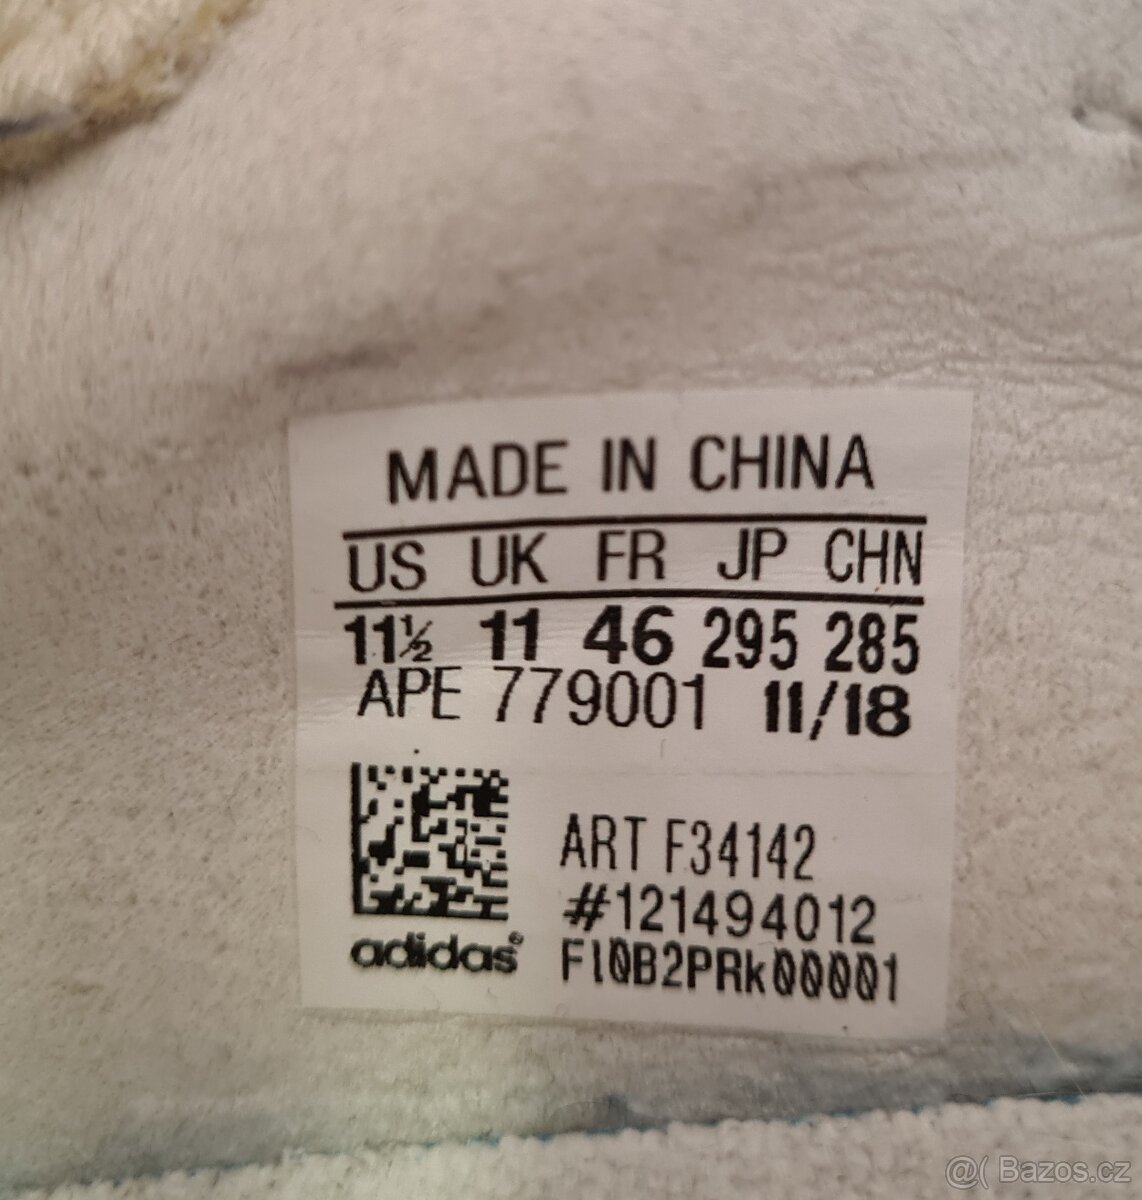 MADE IN CHINA
US UK FR JP CHN
11½ 11 46 295 285
APE 779001 11/18
ART F34142
#121494012
adidas® Fl0B2PRk00001
@( Bazos.cz